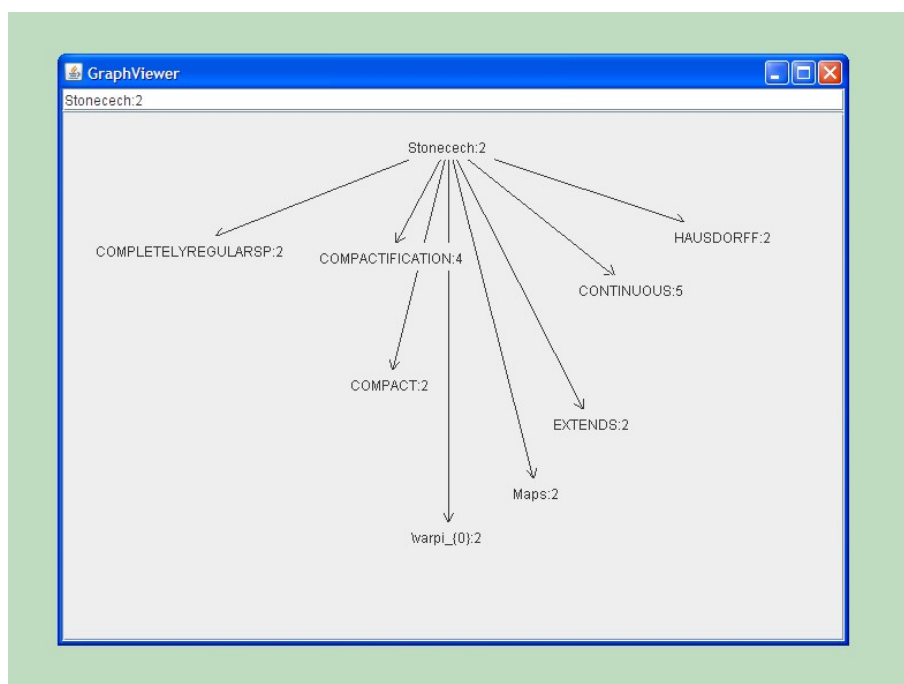 GraphViewer
Stonecech:2
Stonecech:2
HAUSDORFF:2
COMPLETELYREGULARSP:2
COMPACTIFICATION:4
CONTINUOUS:5
COMPACT:2
EXTENDS:2
Maps:2
\varpi_{0}:2